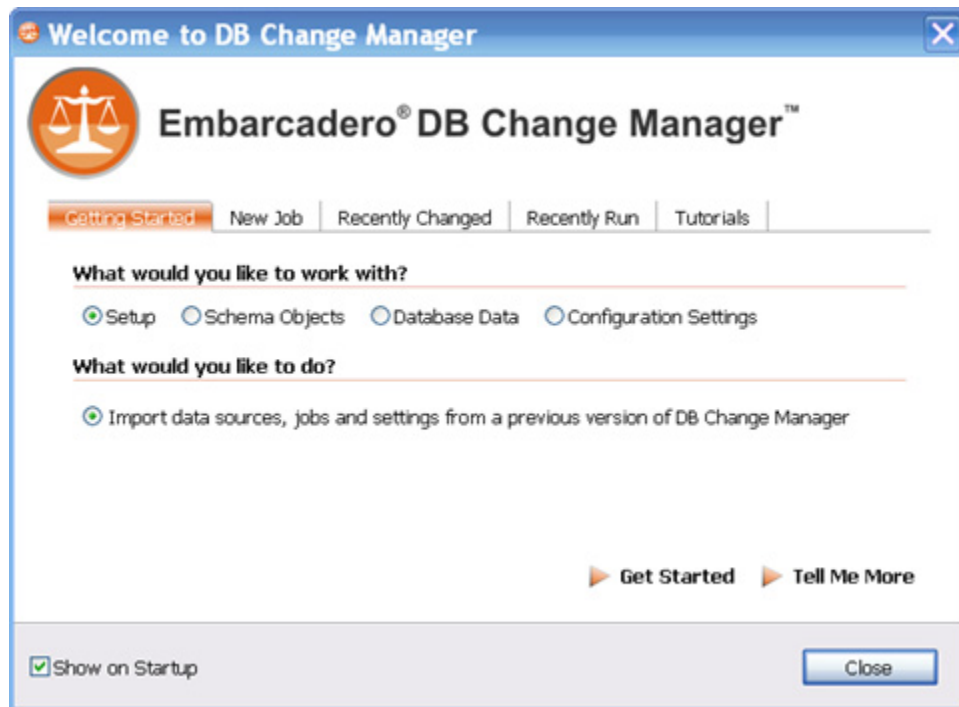 Welcome to DB Change Manager
Embarcadero® DB Change Manager™
Getting Started New Job Recently Changed Recently Run Tutorials
What would you like to work with?
Setup Schema Objects Database Data Configuration Settings
What would you like to do?
Import data sources, jobs and settings from a previous version of DB Change Manager
Get Started Tell Me More
Show on Startup Close